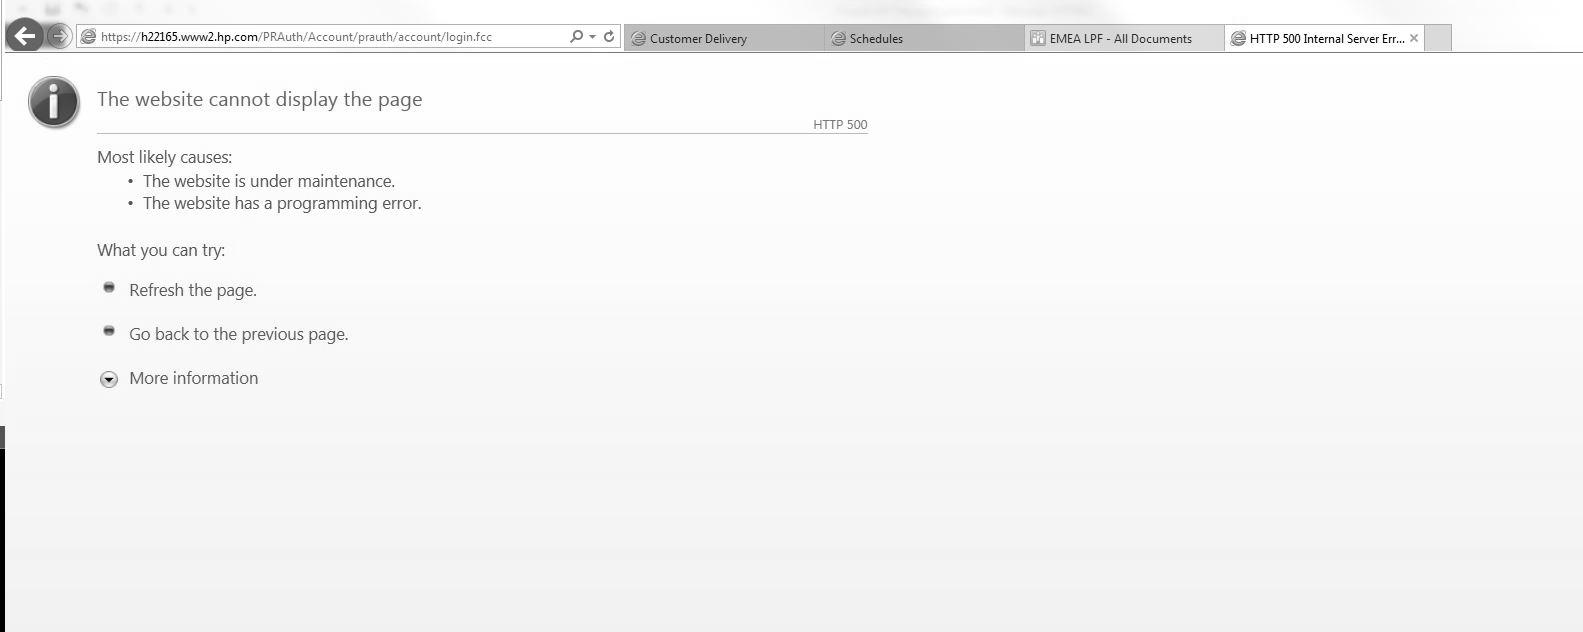 https://h22165.www2.hp.com/PRAuth/Account/prauth/account/login.fcc
Customer Delivery
Schedules
EMEA LPF - All Documents
HTTP 500 Internal Server Err...
The website cannot display the page
HTTP 500
Most likely causes:
• The website is under maintenance.
• The website has a programming error.
What you can try:
Refresh the page.
Go back to the previous page.
More information